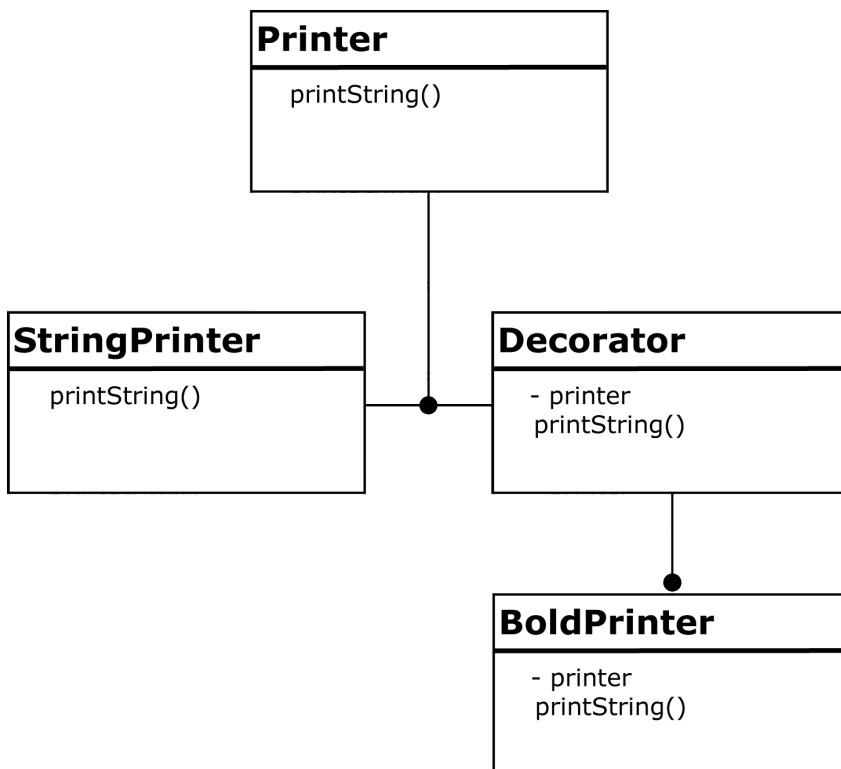 Printer
printString()
StringPrinter
printString()
Decorator
- printer
printString()
BoldPrinter
- printer
printString()